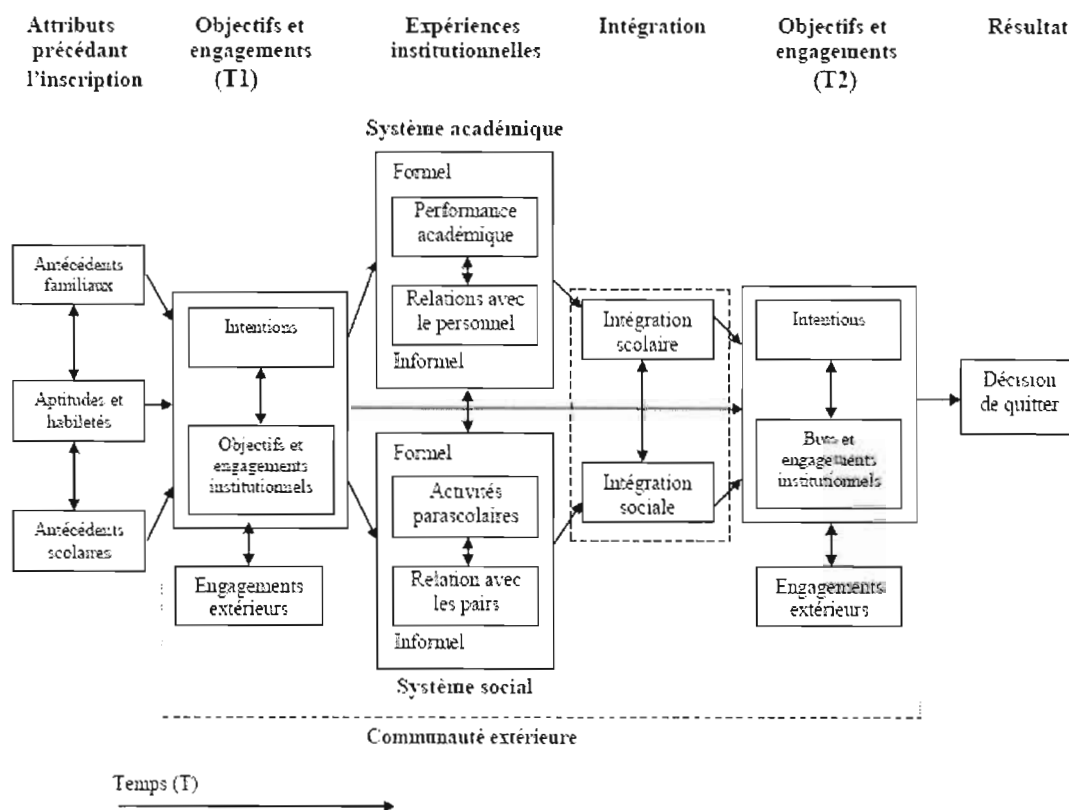 Attributs
précédant
l'inscription
Objectifs et
engagements
(T1)
Expériences
institutionnelles
Intégration
Objectifs et
engagements
(T2)
Résultat
Système académique
Formel
Performance
académique
Relations avec
le personnel
Informel
Antécédents
familiaux
Aptitudes et
habiletés
Antécédents
scolaires
Intentions
Objectifs et
engagements
institutionnels
Engagements
extérieurs
Formel
Activités
parascolaires
Relation avec
les pairs
Informel
Système social
Intégration
scolaire
Intégration
sociale
Intentions
Buts et
engagements
institutionnels
Engagements
extérieurs
Décision
de quitter
Communauté extérieure
Temps (T)